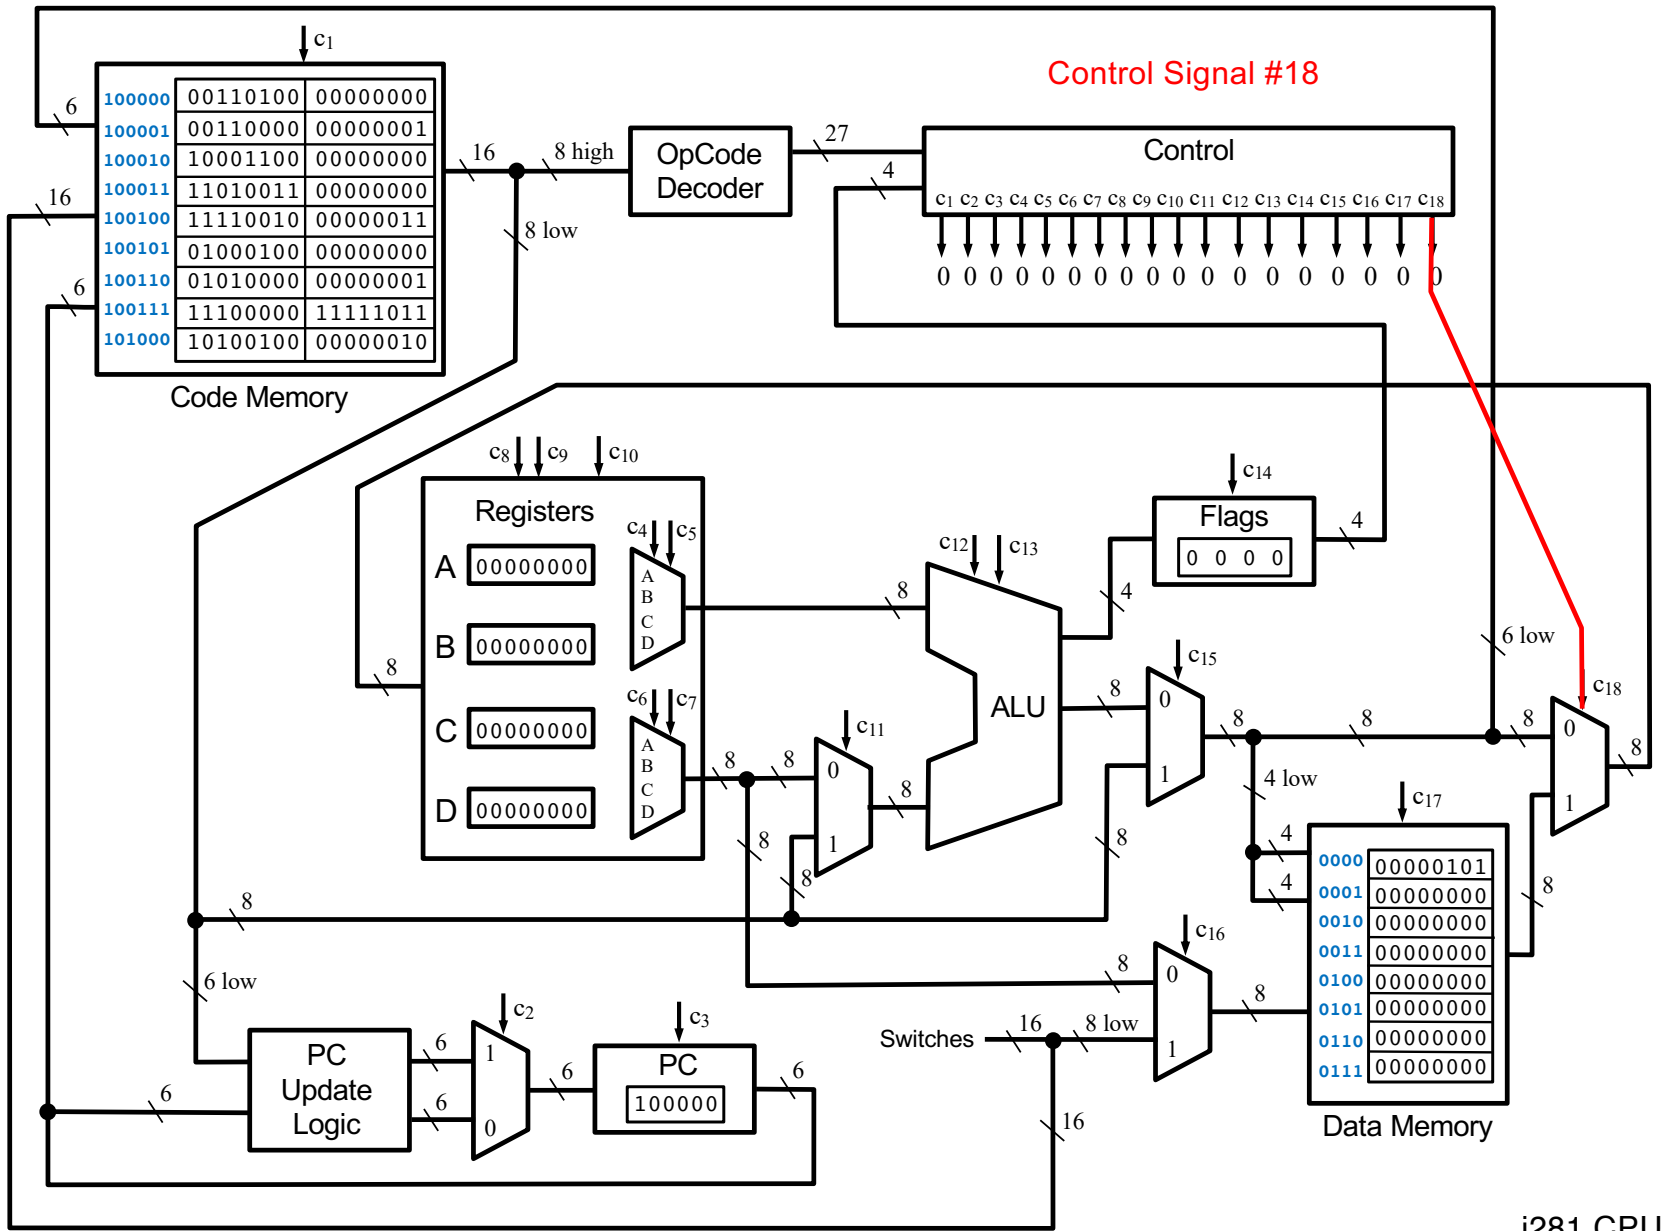 c1
Control Signal #18
6
100000 00110100 00000000
100001 00110000 00000001
100010 10001100 00000000
100011 11010011 00000000
100100 11110010 00000011
100101 01000100 00000000
100110 01010000 00000001
100111 11100000 11111011
101000 10100100 00000010
Code Memory
16
6
16
8 high
8 low
OpCode
Decoder
27
4
Control
c1 c2 c3 c4 c5 c6 c7 c8 c9 c10 c11 c12 c13 c14 c15 c16 c17 c18
0 0 0 0 0 0 0 0 0 0 0 0 0 0 0 0 0 0
c8 c9 c10
Registers
A 00000000
B 00000000
C 00000000
D 00000000
8
c4 c5
A
B
C
D
c6 c7
A
B
C
D
8
8
8
8
c11
0
1
8
8
8
c12 c13
ALU
4
8
c14
Flags
0 0 0 0
4
c15
0
1
8
8
8
8
6 low
8
c18
0
1
8
4 low
4
4
c17
0000 00000101
0001 00000000
0010 00000000
0011 00000000
0100 00000000
0101 00000000
0110 00000000
0111 00000000
Data Memory
8
c16
0
1
8
8
Switches
16
8 low
16
6 low
PC
Update
Logic
6
6
6
c2
1
0
6
c3
PC
100000
6
i281 CPU